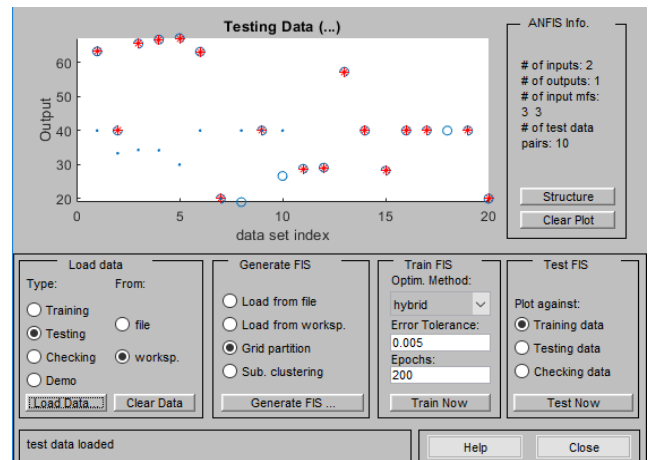 Testing Data (...)
Output
60
50
40
30
20
0
5
10
15
20
data set index
ANFIS Info.
# of inputs: 2
# of outputs: 1
# of input mfs:
3 3
# of test data
pairs: 10
Structure
Clear Plot
Load data
Type:
From:
Training
Testing
Checking
Demo
file
worksp.
Load Data...
Clear Data
Generate FIS
Load from file
Load from worksp.
Grid partition
Sub. clustering
Generate FIS ...
Train FIS
Optim. Method:
hybrid
Error Tolerance:
0.005
Epochs:
200
Train Now
Test FIS
Plot against:
Training data
Testing data
Checking data
Test Now
test data loaded
Help
Close